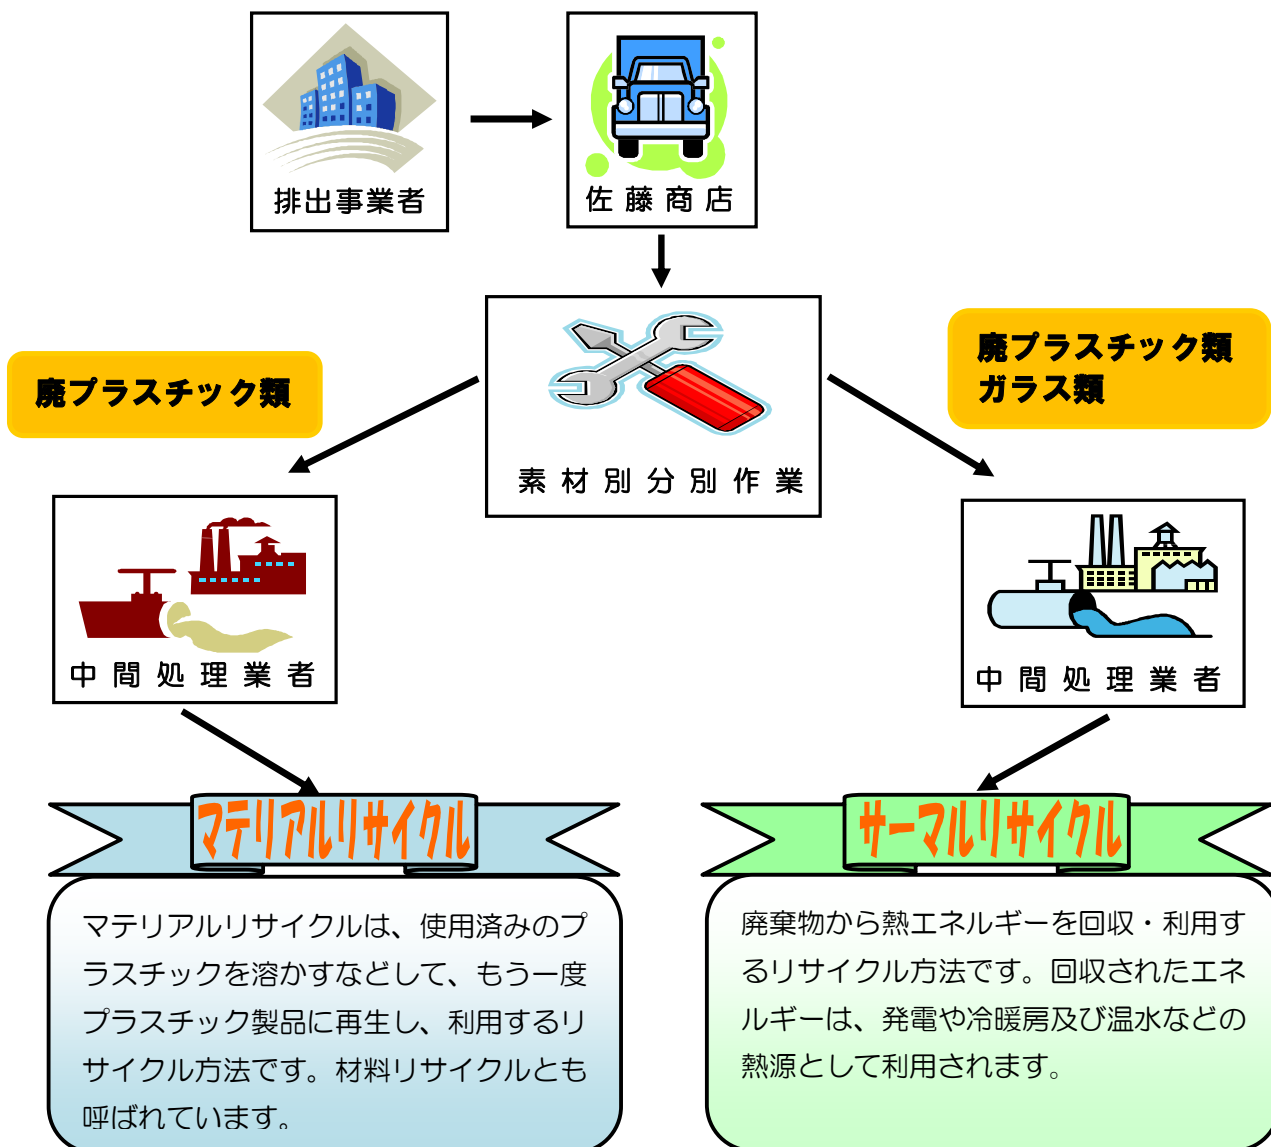 排出事業者
佐藤商店
廃プラスチック類
廃プラスチック類
ガラス類
素材別分別作業
中間処理業者
中間処理業者
マテリアルリサイクル
サーマルリサイクル
マテリアルリサイクルは、使用済みのプ
ラスチックを溶かすなどして、もう一度
プラスチック製品に再生し、利用するリ
サイクル方法です。材料リサイクルとも
呼ばれています。
廃棄物から熱エネルギーを回収・利用す
るリサイクル方法です。回収されたエネ
ルギーは、発電や冷暖房及び温水などの
熱源として利用されます。